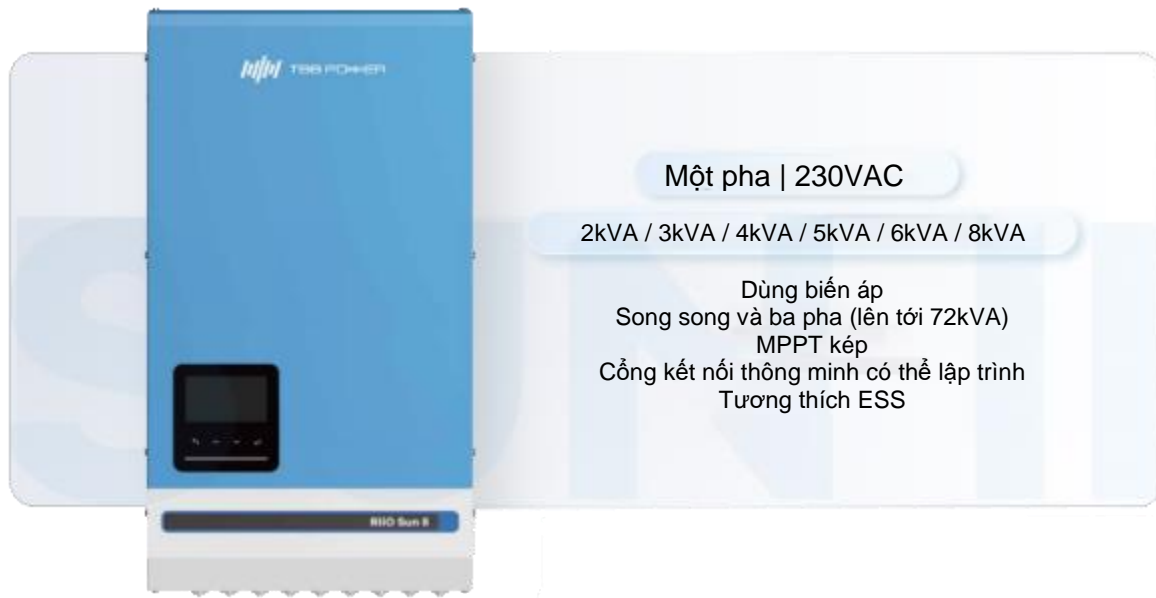 TBB POWER
Một pha | 230VAC
2kVA / 3kVA / 4kVA / 5kVA / 6kVA / 8kVA
Dùng biến áp
Song song và ba pha (lên tới 72kVA)
MPPT kép
Cổng kết nối thông minh có thể lập trình
Tương thích ESS
RiiO Sun II
SUN II